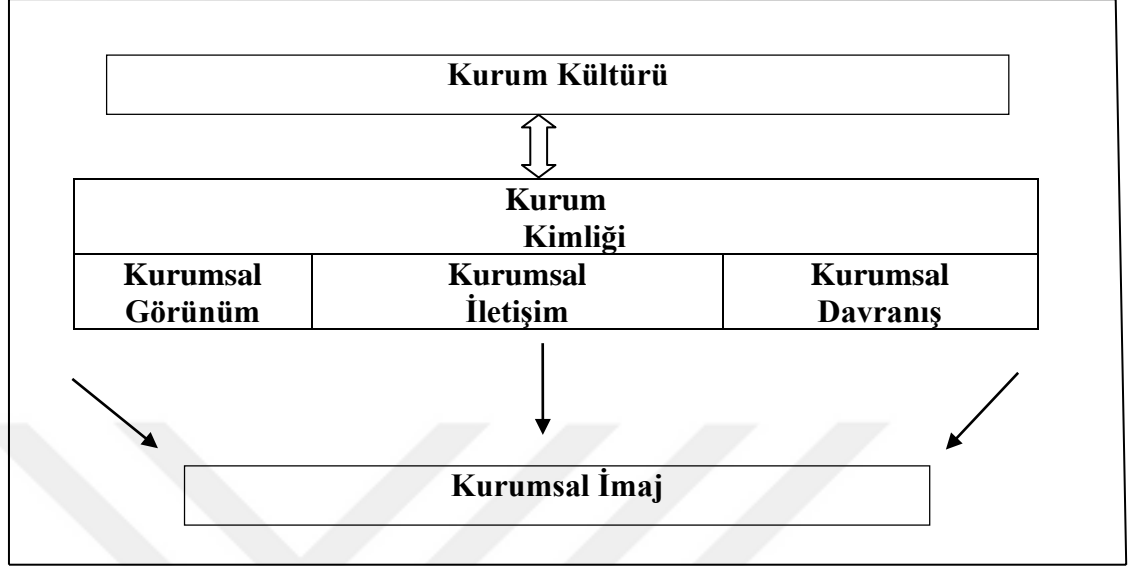 Kurum Kültürü
Kurum
Kimliği
Kurumsal
Görünüm
Kurumsal
İletişim
Kurumsal
Davranış
Kurumsal İmaj